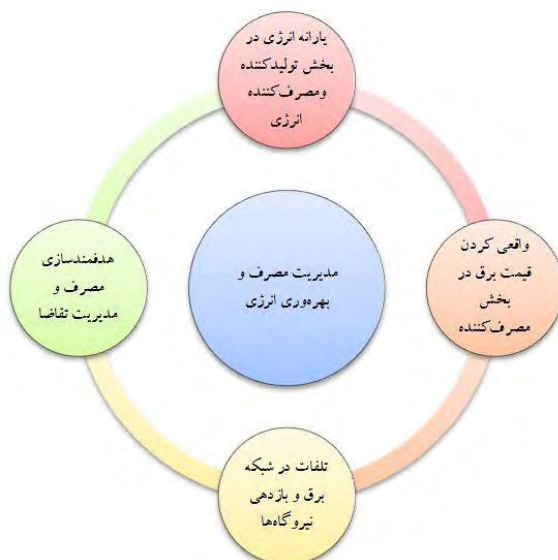 یارانه انرژی در
بخش تولیدکننده
ومصرف‌کننده
انرژی
واقعی کردن
قیمت برق در
بخش
مصرف‌کننده
مدیریت مصرف و
بهره‌وری انرژی
هدفمندسازی
مصرف و
مدیریت تقاضا
تلفات در شبکه
برق و بازدهی
نیروگاه‌ها